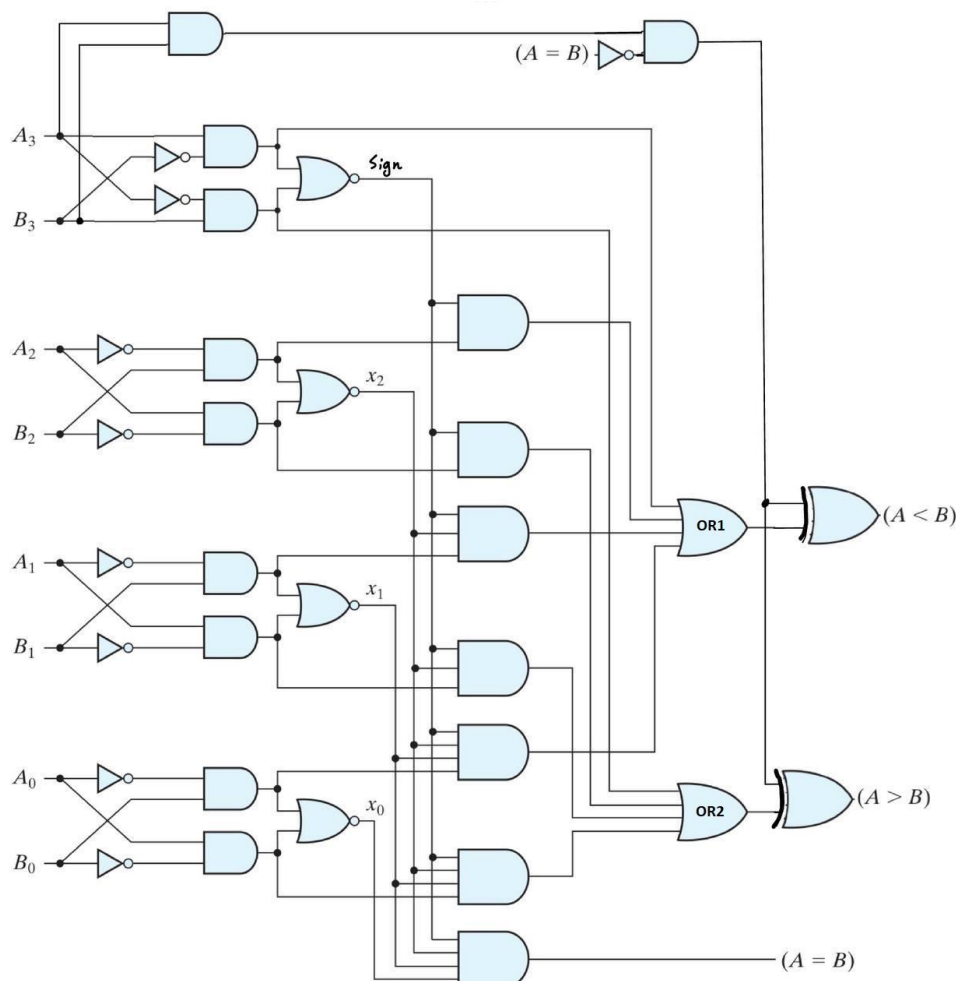 (A = B)
A3
Sign
B3
A2
x2
B2
OR1
(A < B)
A1
x1
B1
A0
x0
OR2
(A > B)
B0
(A = B)